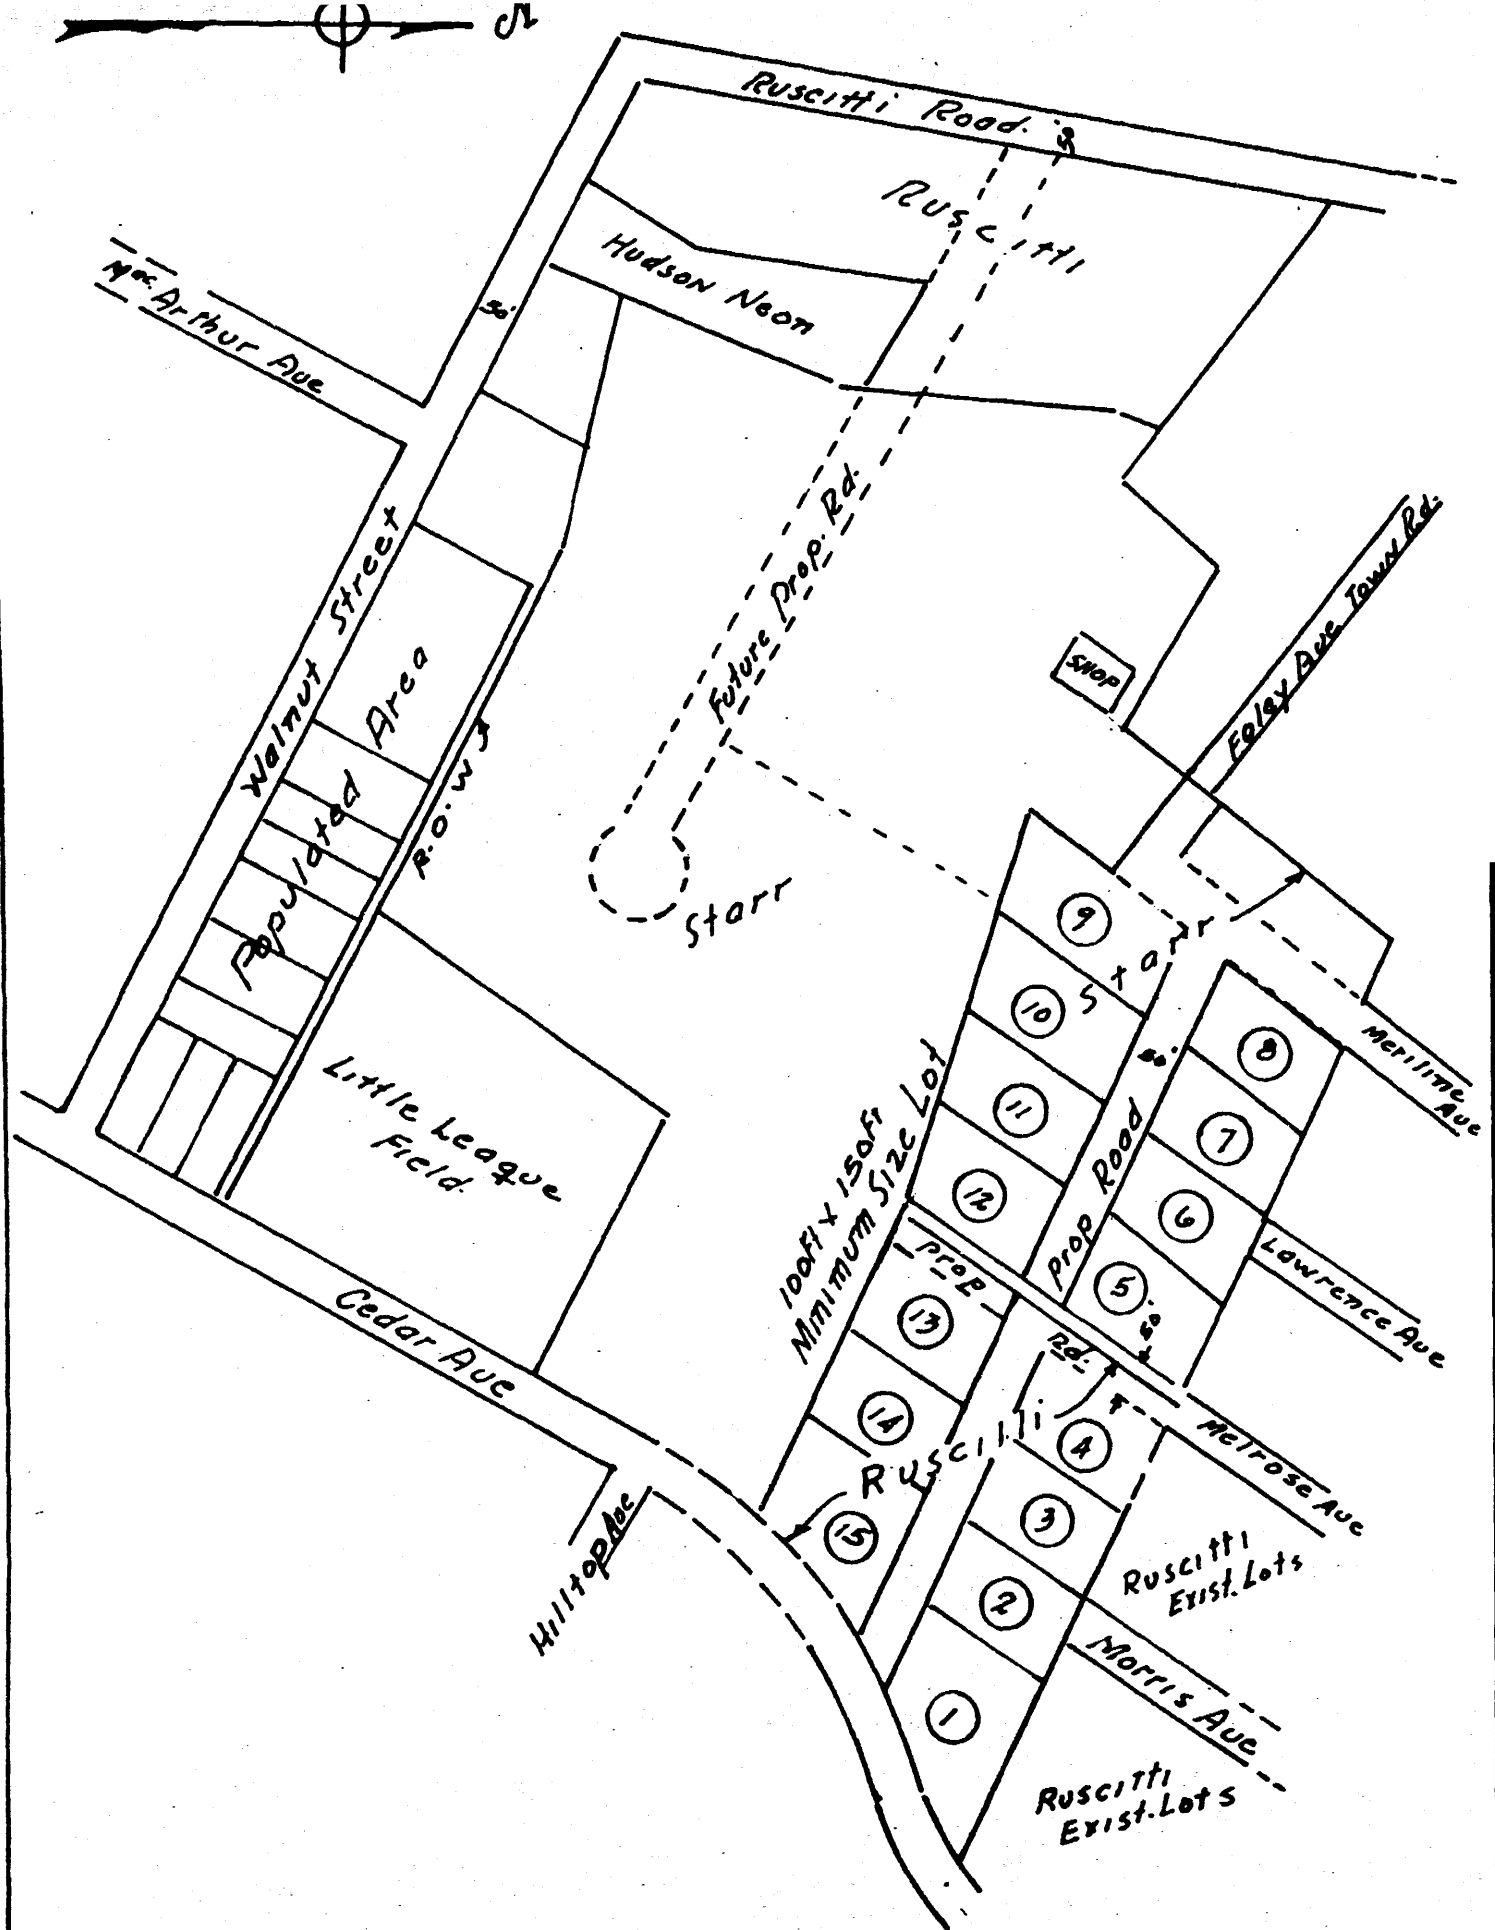 N
Ruscitti Road.
Ruscitti
Hudson Neon
Mac. Arthur Ave
50'
Walnut Street
Populated Area
R.O.W
Future Prop. Rd.
Starr
SHOP
Foley Ave Town Rd.
Little League
Field.
Cedar Ave
Hilltop Ave
100Ft x 150Ft
Minimum Size Lot
Starr
9
10
11
12
50'
Prop Road
8
7
6
5
50'
Meriline
Ave
Lawrence Ave
Prop Rd.
Melrose Ave
13
14
15
Ruscitti
4
3
2
1
Ruscitti
Exist. Lots
Morris Ave
Ruscitti
Exist. Lots